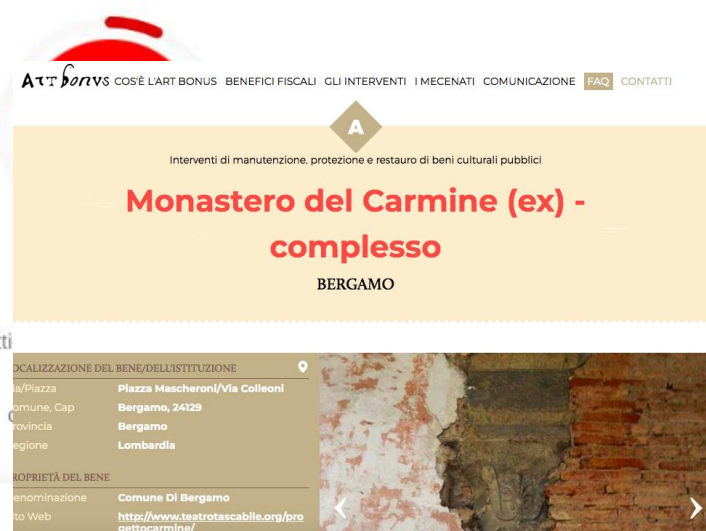 ArT bonus COS'È L'ART BONUS BENEFICI FISCALI GLI INTERVENTI I MECENATI COMUNICAZIONE FAQ CONTATTI
A
Interventi di manutenzione, protezione e restauro di beni culturali pubblici
Monastero del Carmine (ex) -
complesso
BERGAMO
OCALIZZAZIONE DEL BENE/DELL'ISTITUZIONE
ia/Piazza Piazza Mascheroni/Via Colleoni
omune, Cap Bergamo, 24129
rovincia Bergamo
egione Lombardia
ROPRIETÀ DEL BENE
enominazione Comune Di Bergamo
ito Web http://www.teatrotascabile.org/pro
gettocarmine/